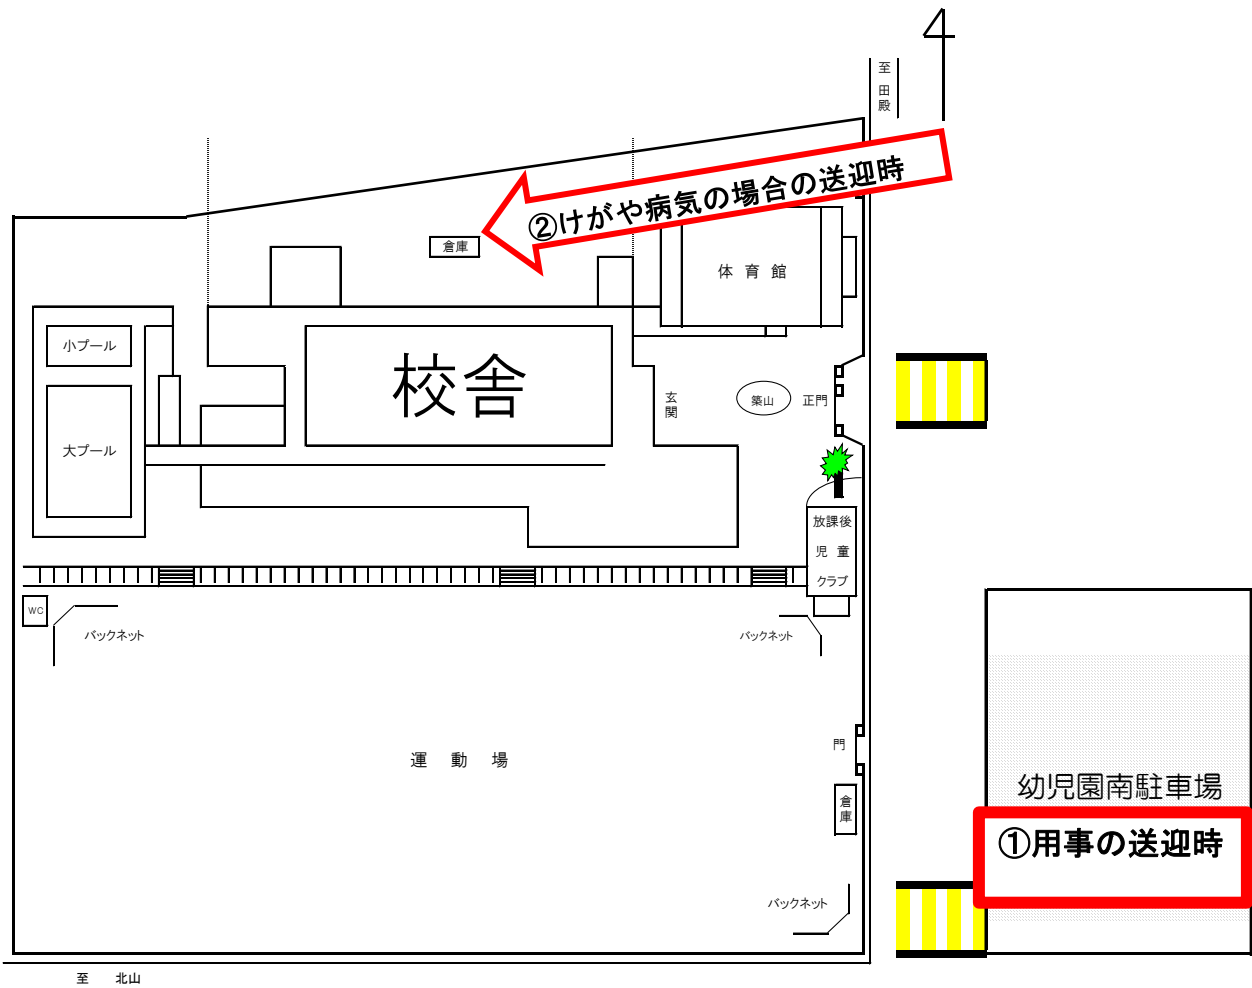 至田殿
②けがや病気の場合の送迎時
倉庫
体 育 館
小プール
校舎
玄関
築山
正門
大プール
放課後
児 童
クラブ
WC
バックネット
バックネット
運 動 場
門
幼児園南駐車場
倉庫
①用事の送迎時
バックネット
至 北山